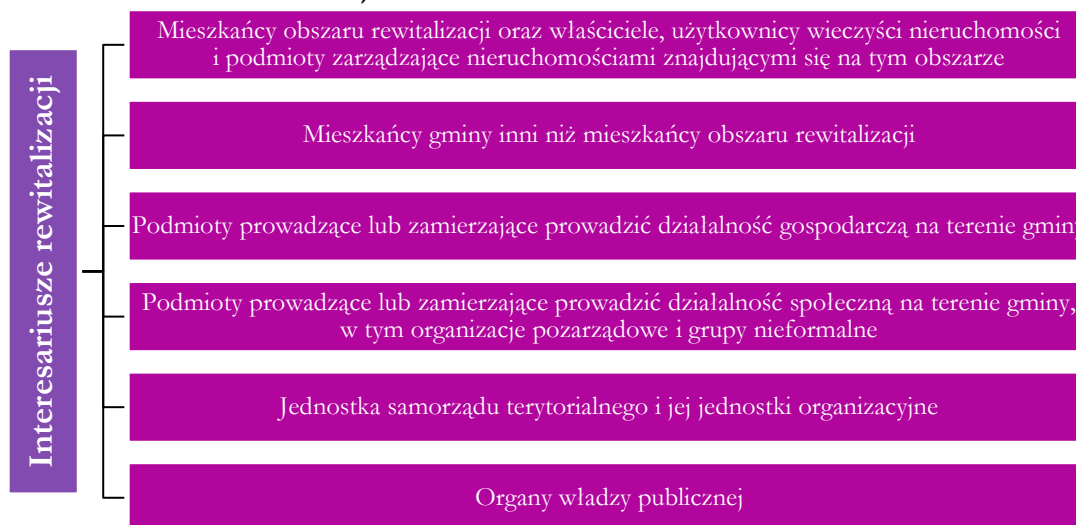 Interesariusze rewitalizacji
Mieszkańcy obszaru rewitalizacji oraz właściciele, użytkownicy wieczyści nieruchomości
i podmioty zarządzające nieruchomościami znajdującymi się na tym obszarze
Mieszkańcy gminy inni niż mieszkańcy obszaru rewitalizacji
Podmioty prowadzące lub zamierzające prowadzić działalność gospodarczą na terenie gminy
Podmioty prowadzące lub zamierzające prowadzić działalność społeczną na terenie gminy,
w tym organizacje pozarządowe i grupy nieformalne
Jednostka samorządu terytorialnego i jej jednostki organizacyjne
Organy władzy publicznej